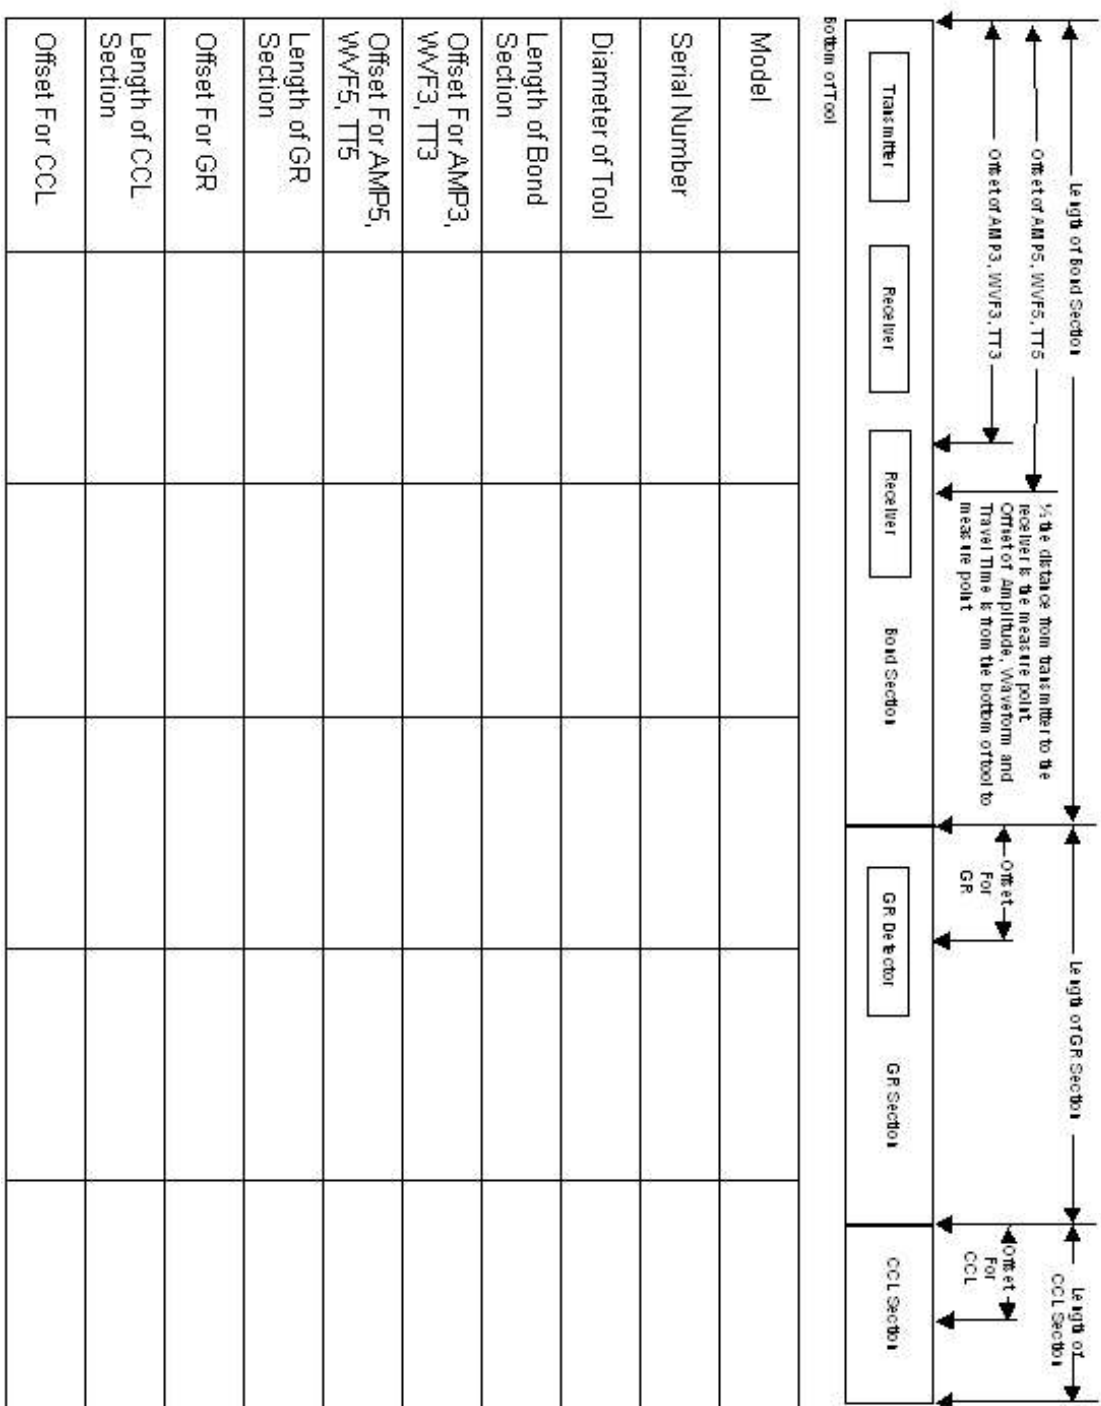 Length of Bond Section
Length of GR Section
Length of
CCL Section
Offset of AMP5, WVF5, TT5
Offset of AMP3, WVF3, TT3
½ the distance from transmitter to the
receiver is the measure point.
Offset of Amplitude, Waveform and
Travel Time is from the bottom of tool to
measure point
Offset
For
GR
Offset
For
CCL
Transmitter
Receiver
Receiver
Bond Section
GR Detector
GR Section
CCL Section
Bottom of Tool
Model
Serial Number
Diameter of Tool
Length of Bond
Section
Offset For AMP3,
WVF3, TT3
Offset For AMP5,
WVF5, TT5
Length of GR
Section
Offset For GR
Length of CCL
Section
Offset For CCL